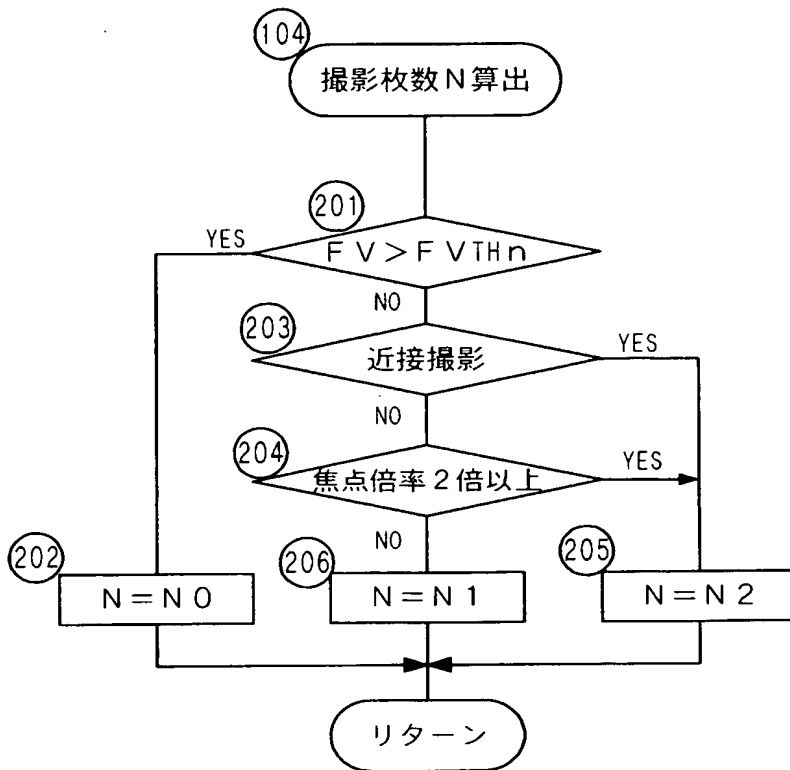 104
撮影枚数N算出
201
YES
FV>FVTHn
NO
203
近接撮影
YES
NO
204
焦点倍率2倍以上
YES
NO
202
N=N0
206
N=N1
205
N=N2
リターン